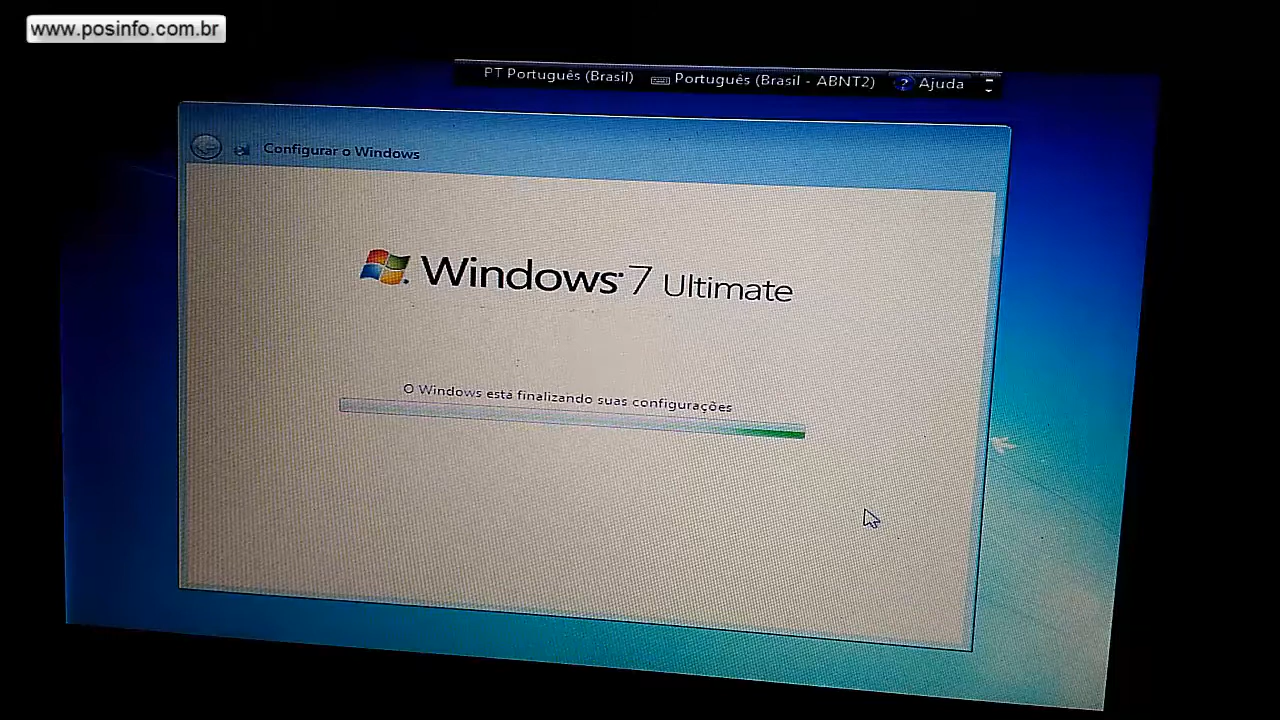 www.posinfo.com.br
PT Português (Brasil) Português (Brasil - ABNT2) ? Ajuda
Configurar o Windows
Windows 7 Ultimate
O Windows está finalizando suas configurações